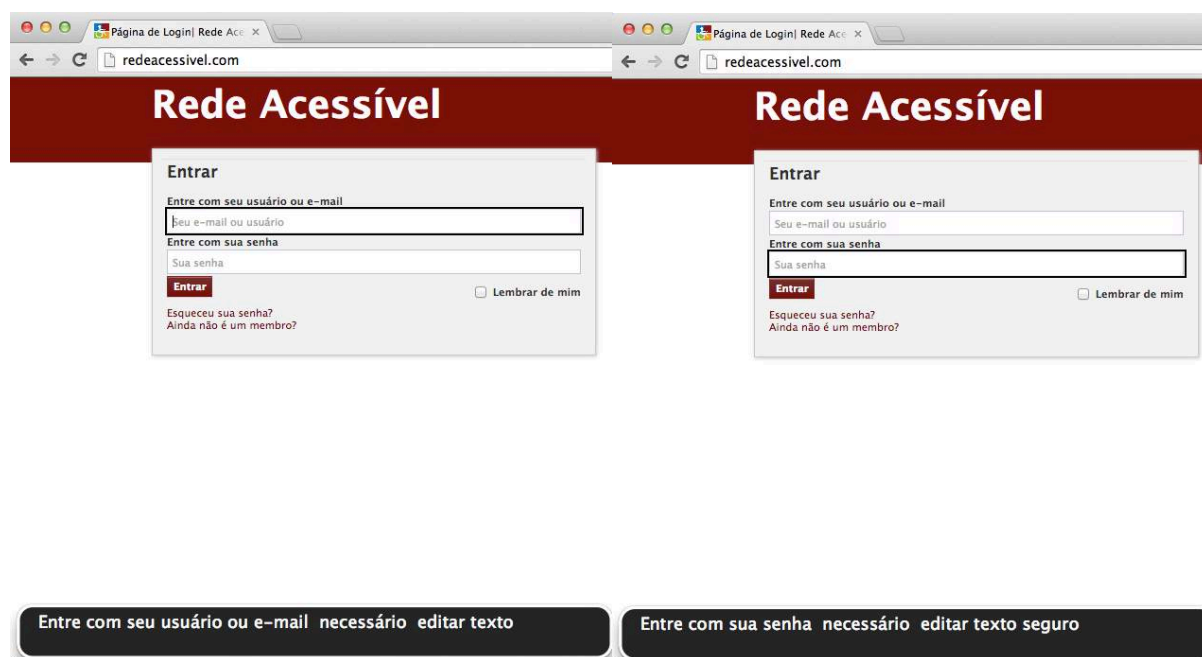 Página de Login| Rede Ace
redeacessivel.com
Rede Acessível
Entrar
Entre com seu usuário ou e-mail
Seu e-mail ou usuário
Entre com sua senha
Sua senha
Entrar
Lembrar de mim
Esqueceu sua senha?
Ainda não é um membro?
Entre com seu usuário ou e-mail necessário editar texto
Página de Login| Rede Ace
redeacessivel.com
Rede Acessível
Entrar
Entre com seu usuário ou e-mail
Seu e-mail ou usuário
Entre com sua senha
Sua senha
Entrar
Lembrar de mim
Esqueceu sua senha?
Ainda não é um membro?
Entre com sua senha necessário editar texto seguro